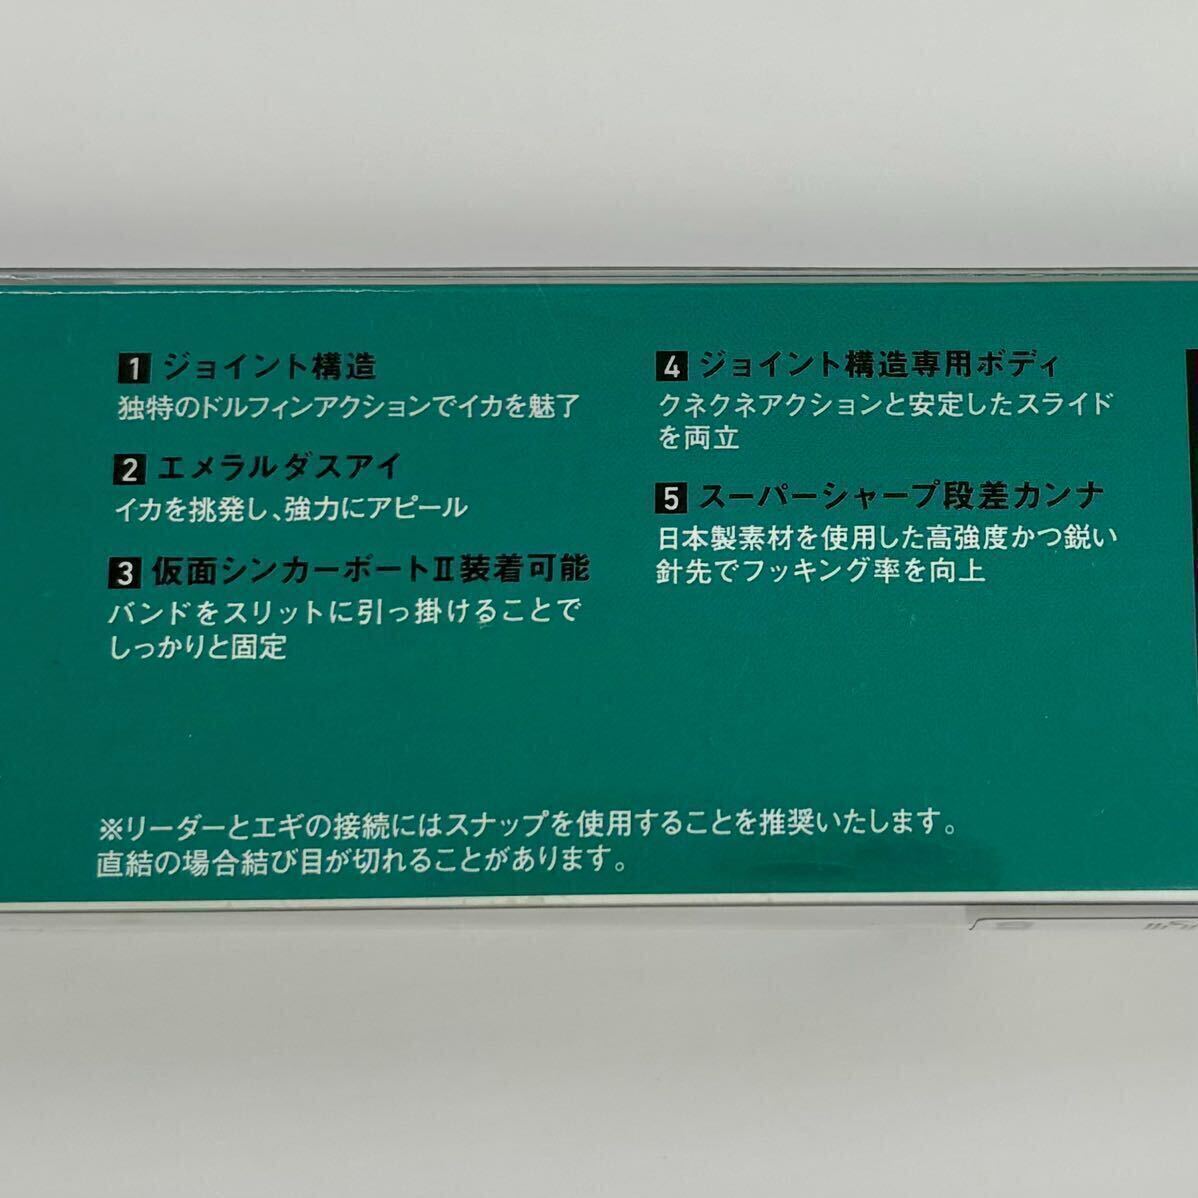 1 ジョイント構造
独特のドルフィンアクションでイカを魅了
2 エメラルダスアイ
イカを挑発し、強力にアピール
3 仮面シンカーボートⅡ装着可能
バンドをスリットに引っ掛けることで
しっかりと固定
4 ジョイント構造専用ボディ
クネクネアクションと安定したスライド
を両立
5 スーパーシャープ段差カンナ
日本製素材を使用した高強度かつ鋭い
針先でフッキング率を向上
※リーダーとエギの接続にはスナップを使用することを推奨いたします。
直結の場合結び目が切れることがあります。